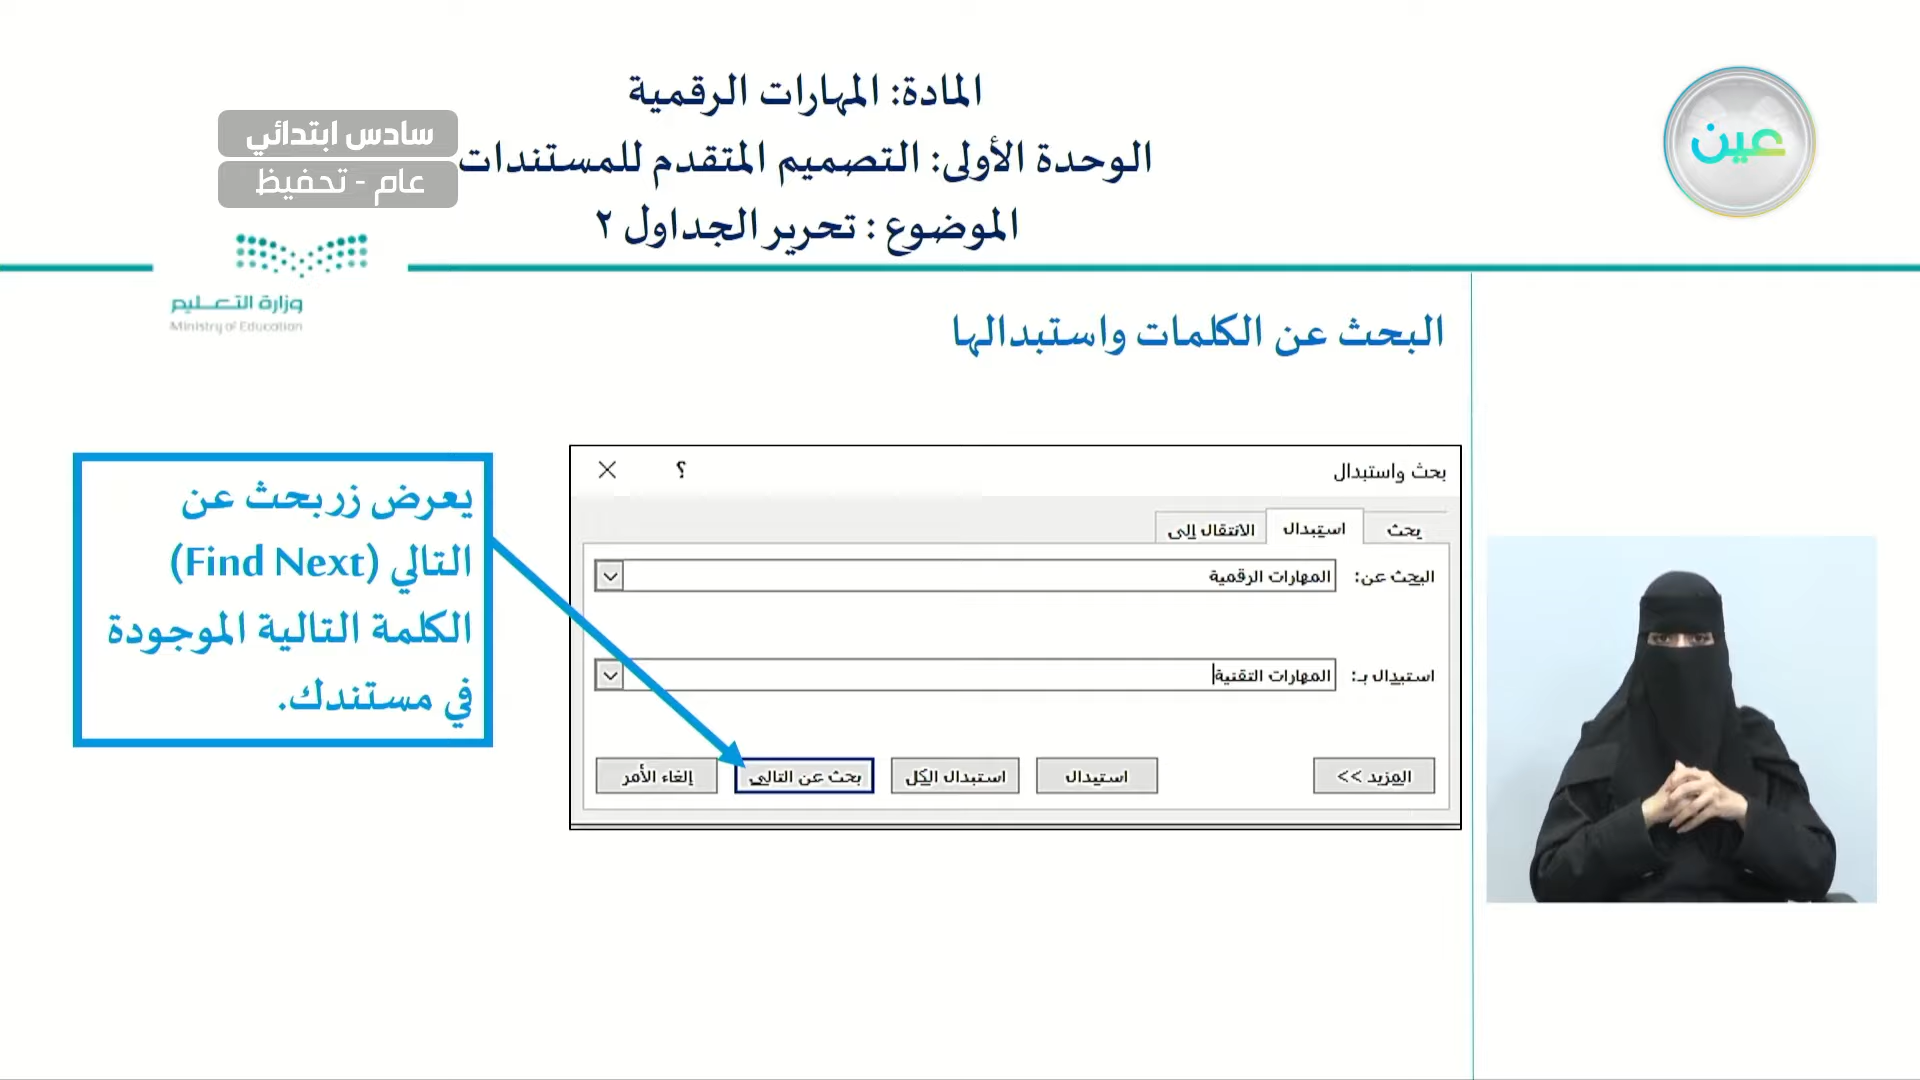 المادة: المهارات الرقمية
الوحدة الأولى: التصميم المتقدم للمستندات
الموضوع : تحرير الجداول ٢
عين
سادس ابتدائي
عام - تحفيظ
وزارة التعليم
Ministry of Education
البحث عن الكلمات واستبدالها
بحث واستبدال
؟
بحث
استبدال
الانتقال إلى
البحث عن:
المهارات الرقمية
استبدال بـ:
المهارات التقنية
المزيد >>
استبدال
استبدال الكل
بحث عن التالي
إلغاء الأمر
يعرض زر بحث عن
التالي (Find Next)
الكلمة التالية الموجودة
في مستندك.